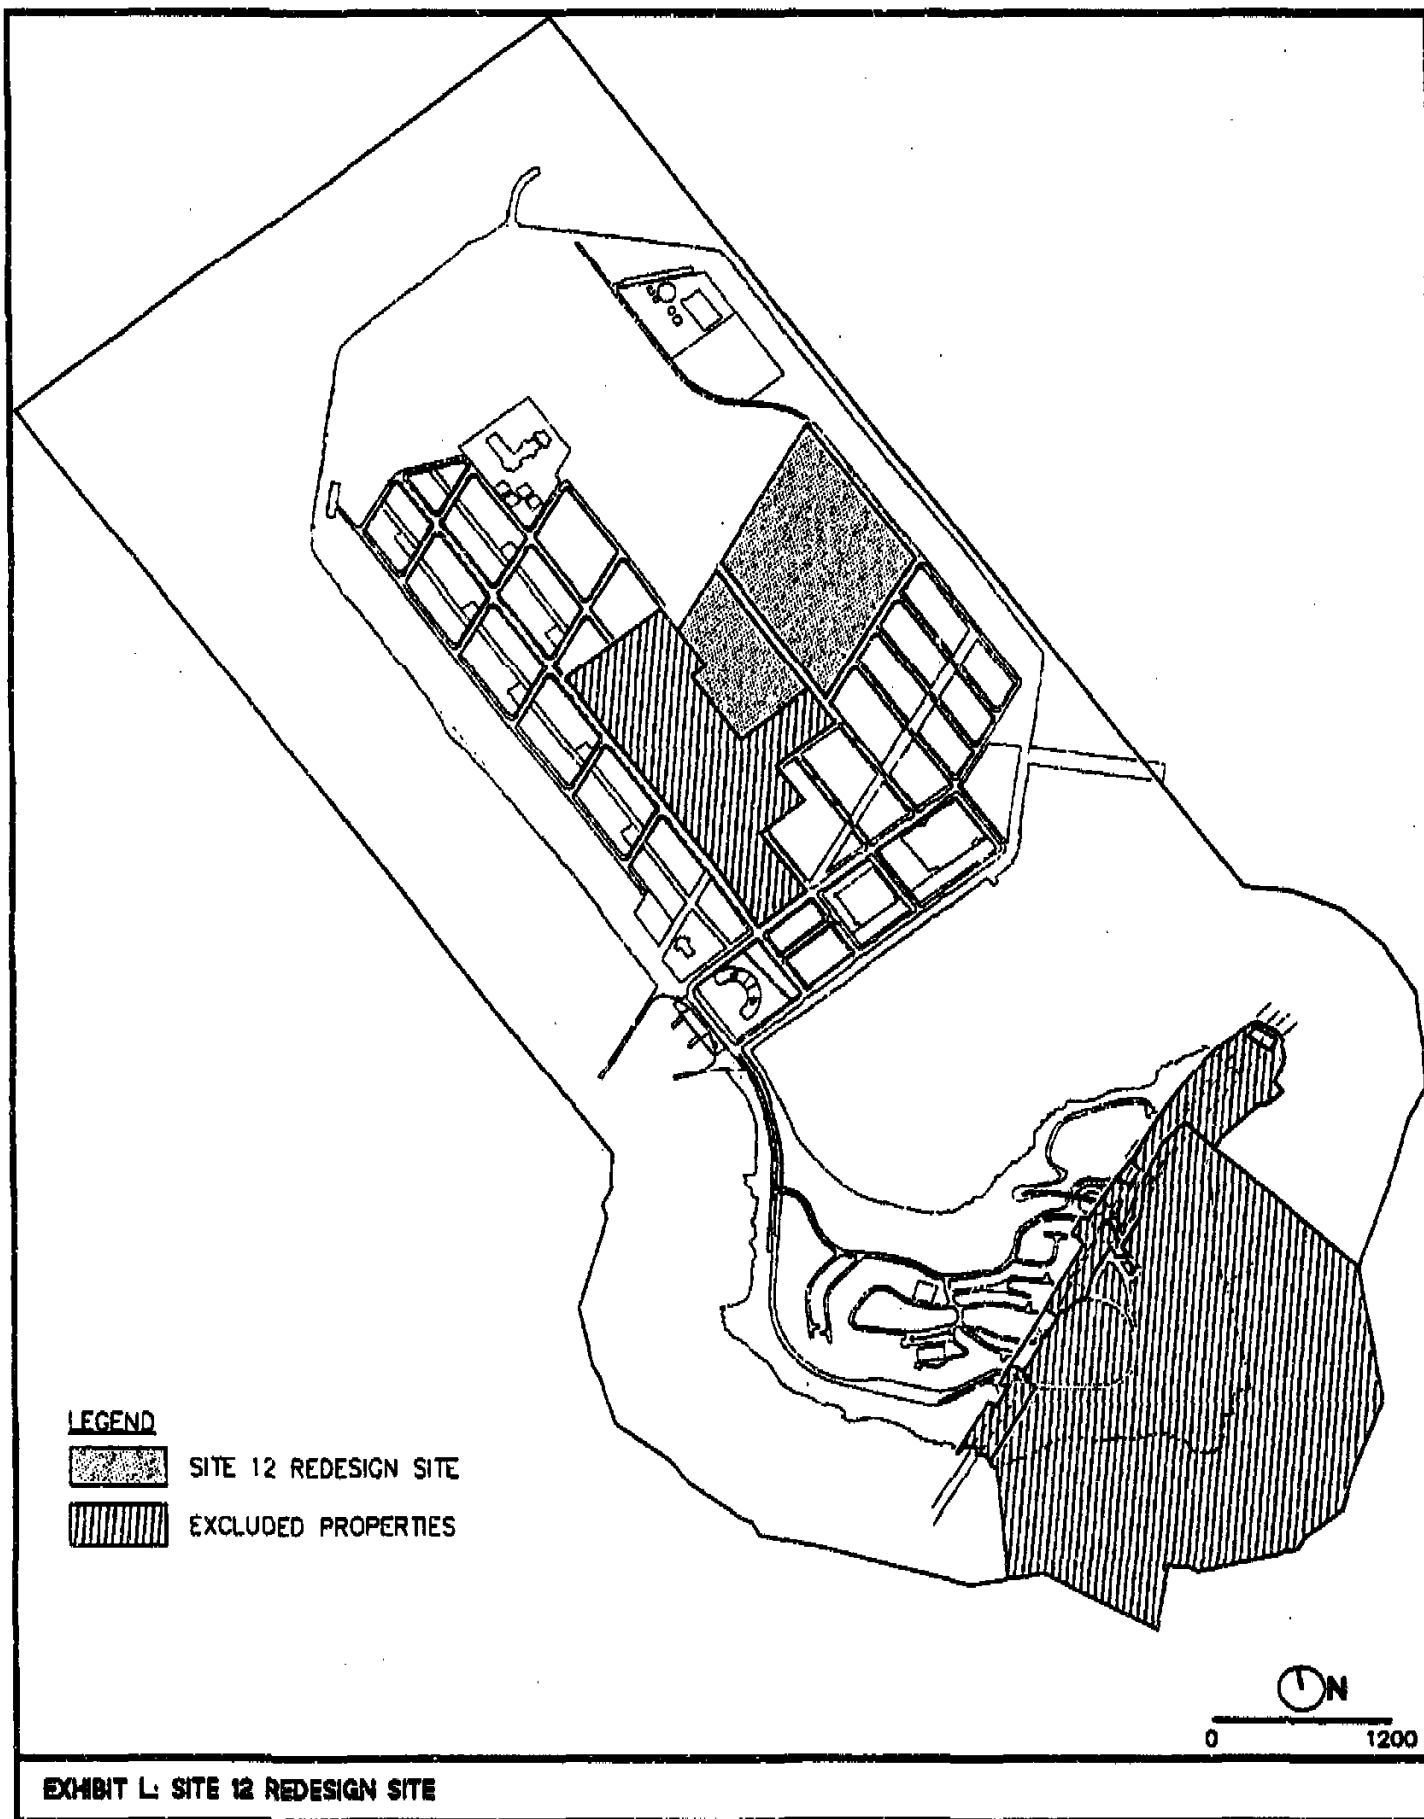 LEGEND
SITE 12 REDESIGN SITE
EXCLUDED PROPERTIES
N
0 1200
EXHIBIT L: SITE 12 REDESIGN SITE